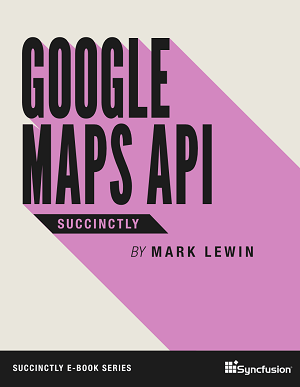 GOOGLE
MAPS API
SUCCINCTLY
BY MARK LEWIN
SUCCINCTLY E-BOOK SERIES
Syncfusion